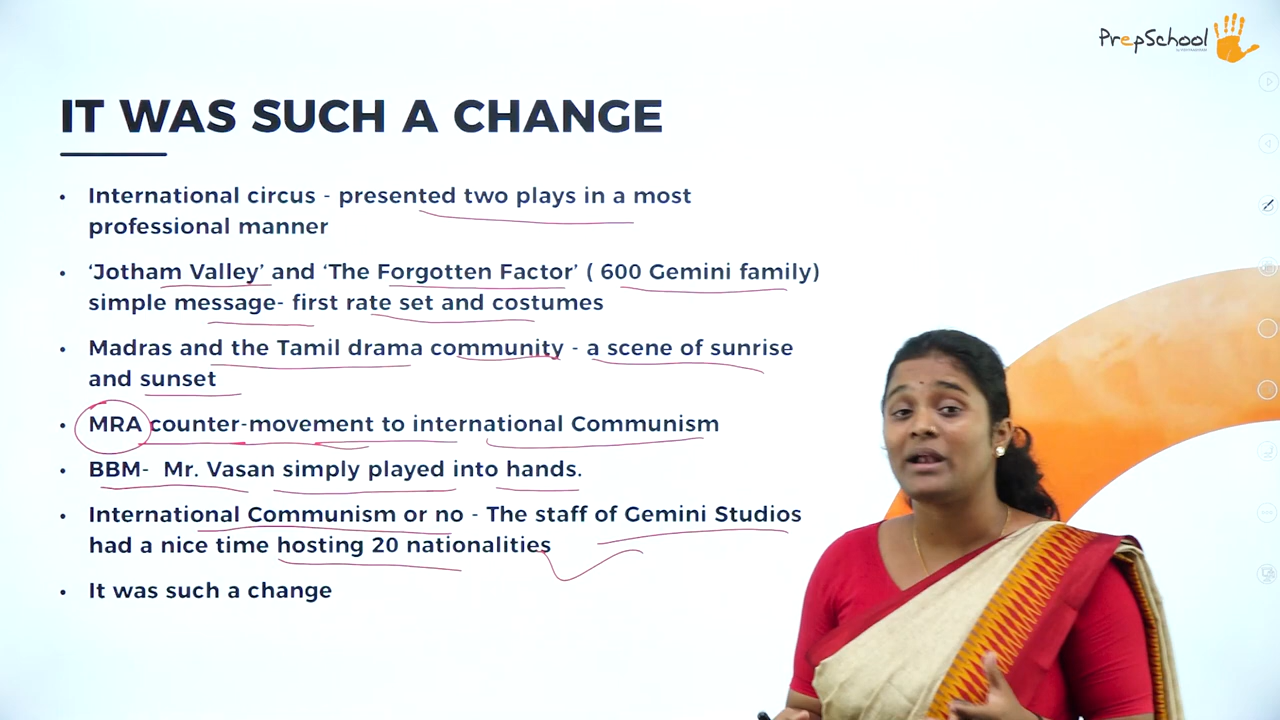 PrepSchool
IT WAS SUCH A CHANGE
• International circus - presented two plays in a most
professional manner
• ‘Jotham Valley’ and ‘The Forgotten Factor’ ( 600 Gemini family)
simple message- first rate set and costumes
• Madras and the Tamil drama community - a scene of sunrise
and sunset
• MRA counter-movement to international Communism
• BBM- Mr. Vasan simply played into hands.
• International Communism or no - The staff of Gemini Studios
had a nice time hosting 20 nationalities
• It was such a change